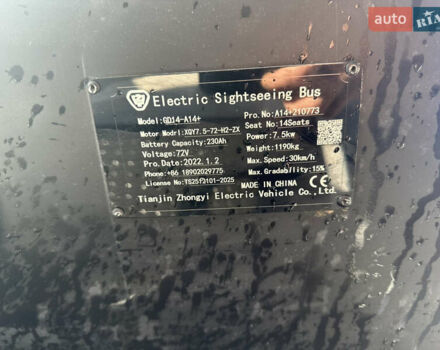 auto RIA
Electric Sightseeing Bus
Model:GD14-A14+ Pro.No:A14+210773
Motor Modrl:XQY7.5-72-H2-ZX Seat No:14Seats
Battery Capacity:230Ah Power:7.5kw
Voltage:72V Weight:1190kg
Pro.Date:2022.1.2 Max.Speed:30km/h
Phone:+86 18902029775 Max.Gradability:15%
License No:TS25F3101-2025 MADE IN CHINA CE
Tianjin Zhongyi Electric Vehicle Co.,Ltd.